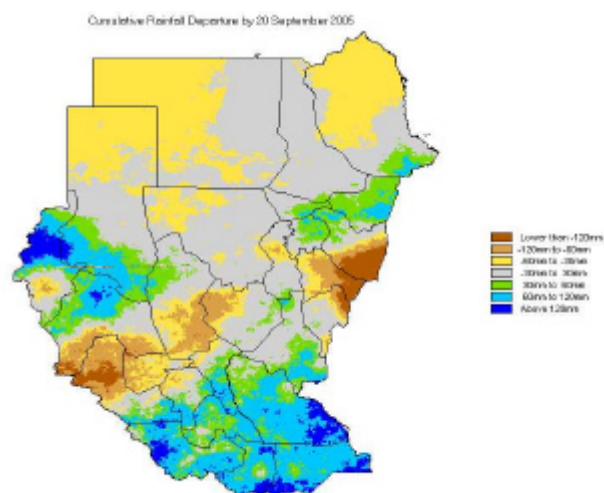 Cumulative Rainfall Departure by 20 September 2005
Lower than -120mm
-120mm to -60mm
-60mm to -30mm
-30mm to 30mm
30mm to 60mm
60mm to 120mm
Above 120mm